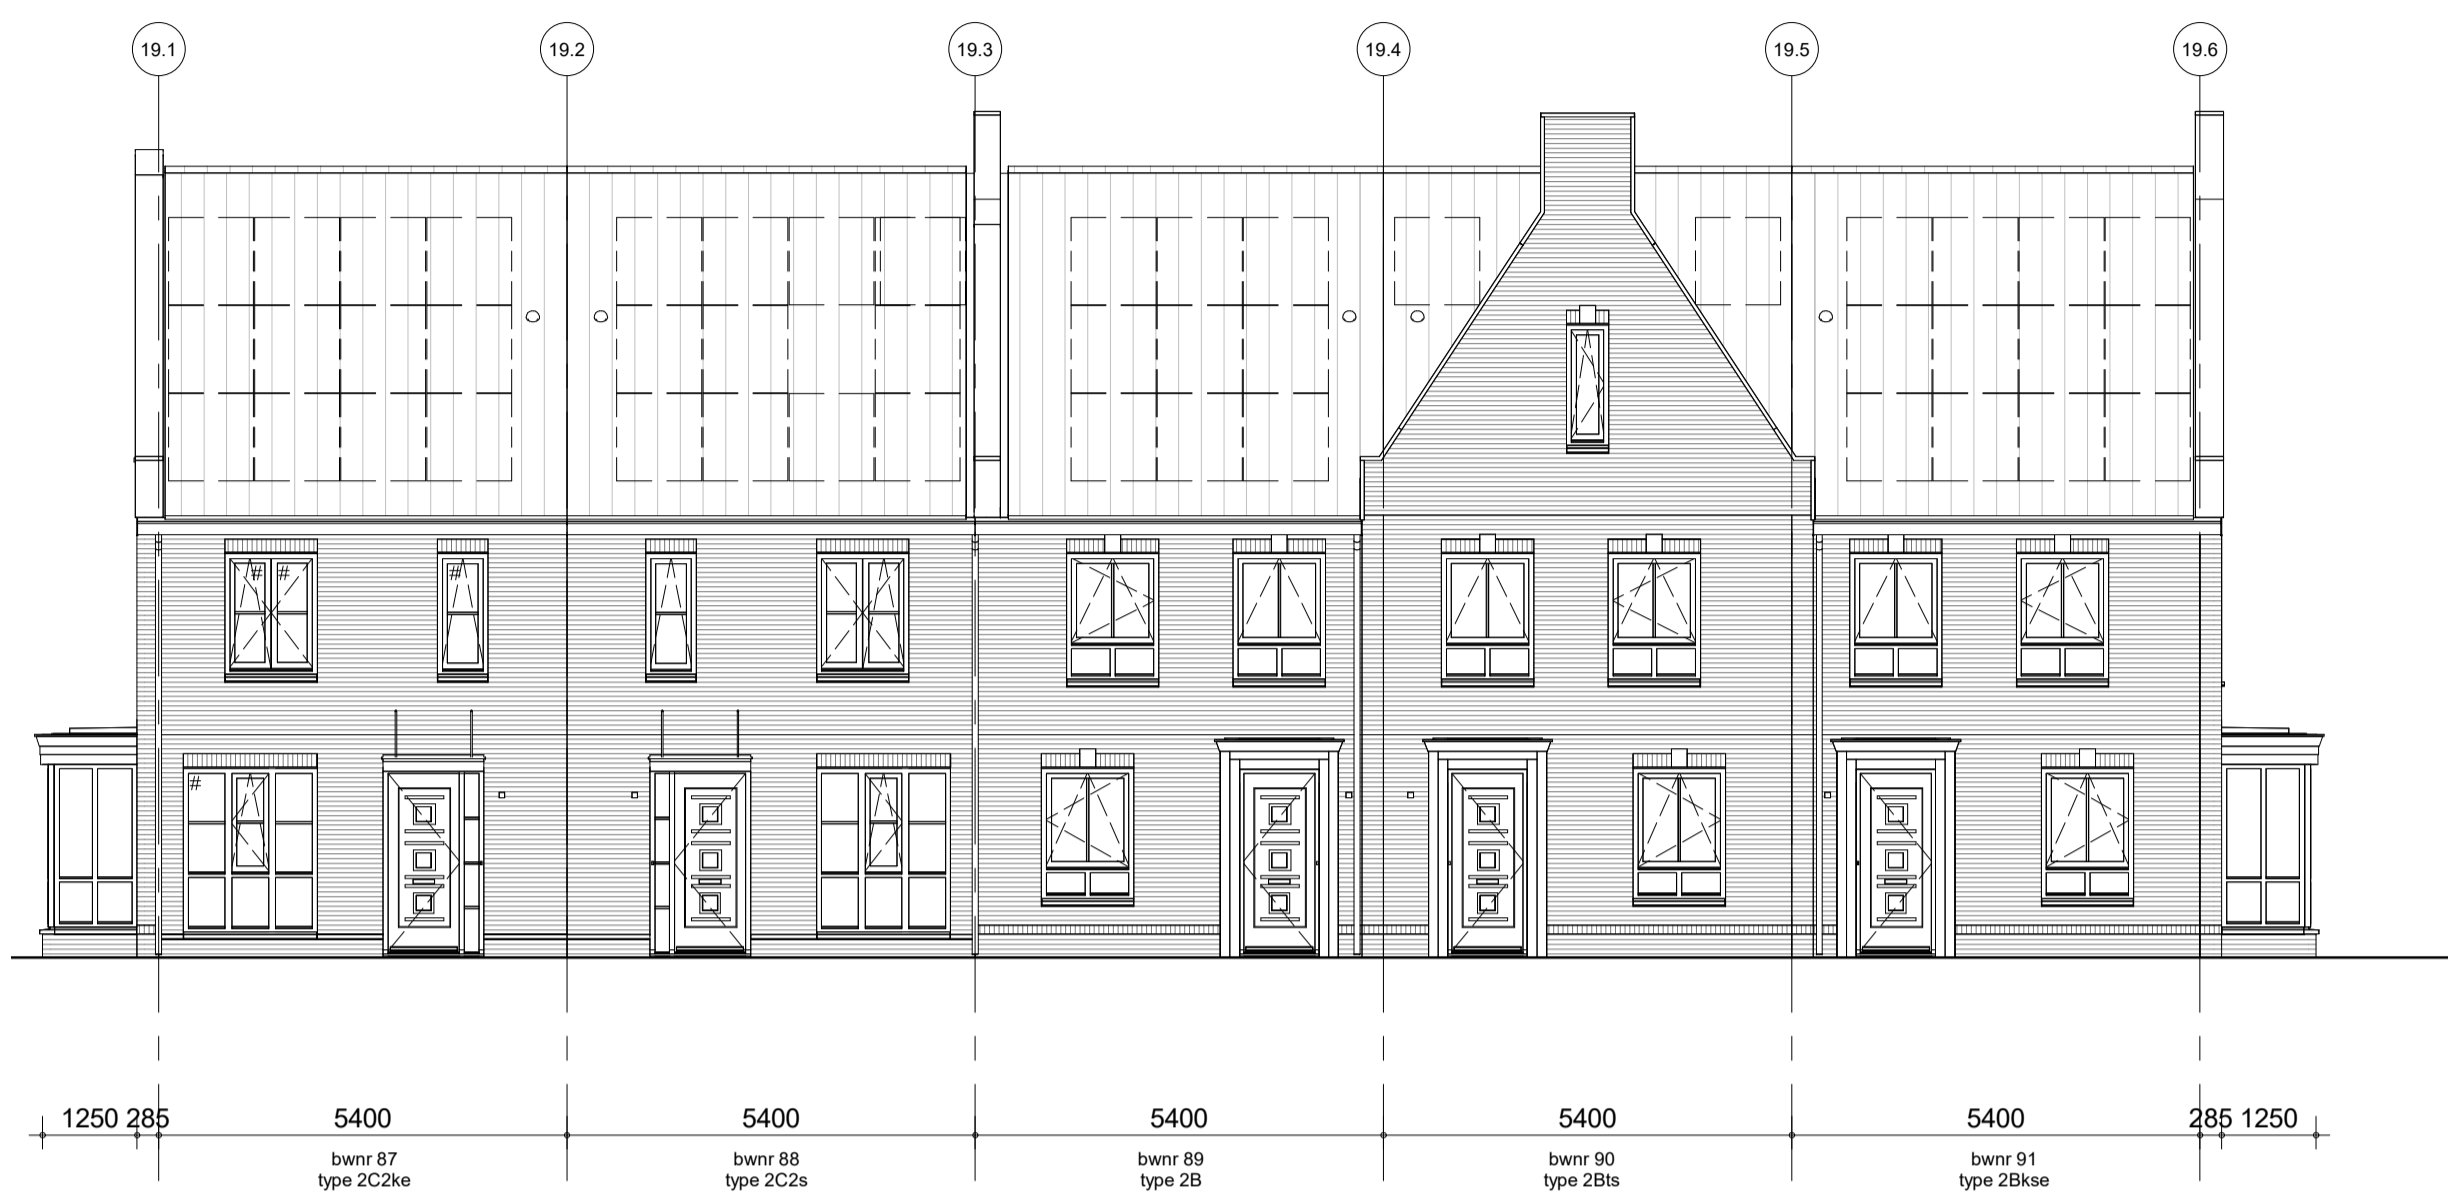 19.1 19.2 19.3 19.4 19.5 19.6
# # #
#
1250 285 5400 5400 5400 5400 5400 285 1250
bwnr 87 bwnr 88 bwnr 89 bwnr 90 bwnr 91
type 2C2ke type 2C2s type 2B type 2Bts type 2Bkse